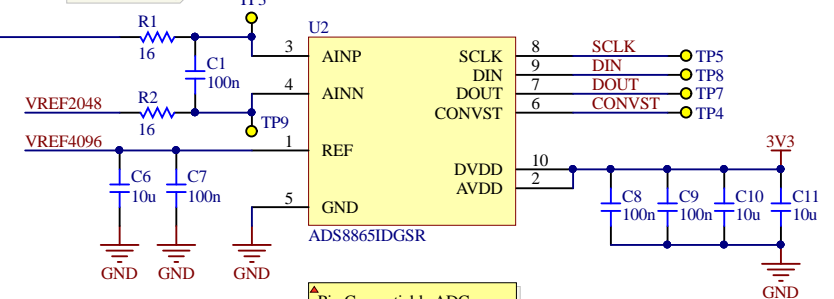 TP3
R1
U2
16
3
AINP
SCLK
8
SCLK
TP5
C1
100n
DIN
9
DIN
TP8
4
AINN
DOUT
7
DOUT
TP7
VREF2048
R2
CONVST
6
CONVST
TP4
16
TP9
VREF4096
1
REF
3V3
DVDD
10
C6
10u
C7
100n
AVDD
2
C8
100n
C9
100n
C10
10u
C11
10u
5
GND
ADS8865IDGSR
GND
GND
GND
GND